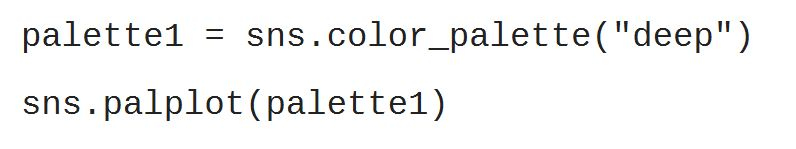 palette1 = sns.color_palette("deep")
sns.palplot(palette1)